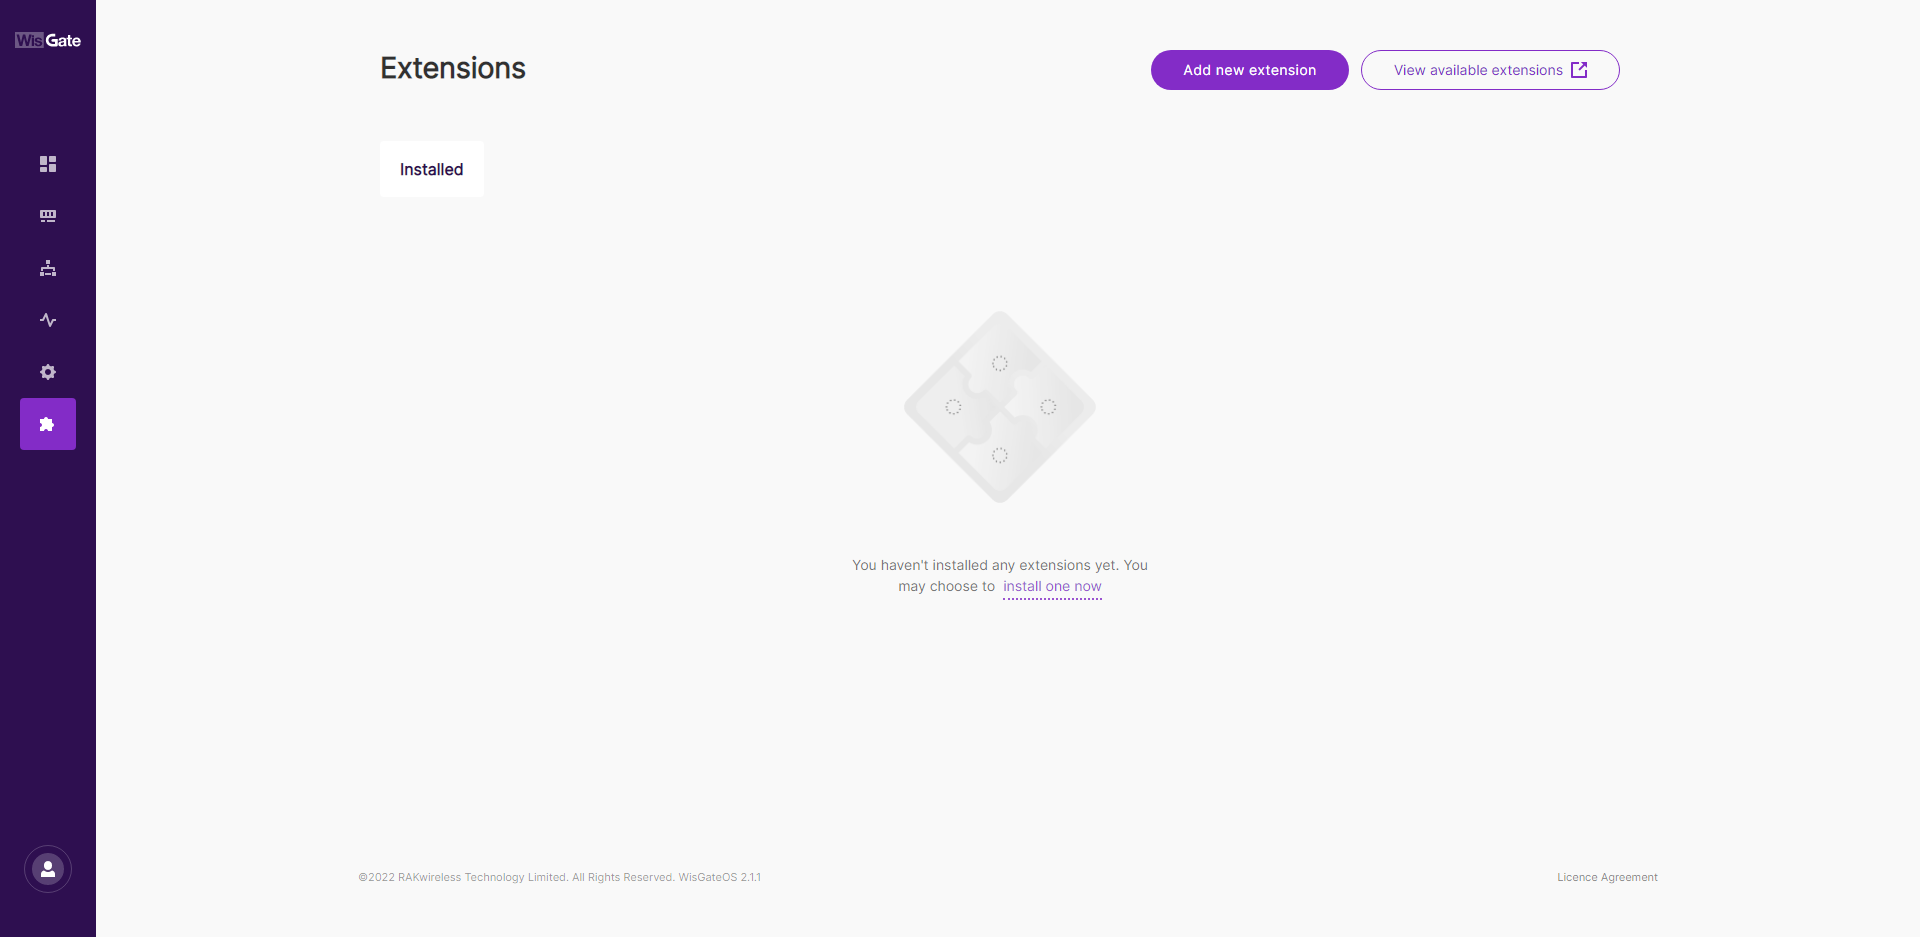 WisGate
Extensions
Add new extension
View available extensions
Installed
You haven't installed any extensions yet. You
may choose to install one now
©2022 RAKwireless Technology Limited. All Rights Reserved. WisGateOS 2.1.1
Licence Agreement